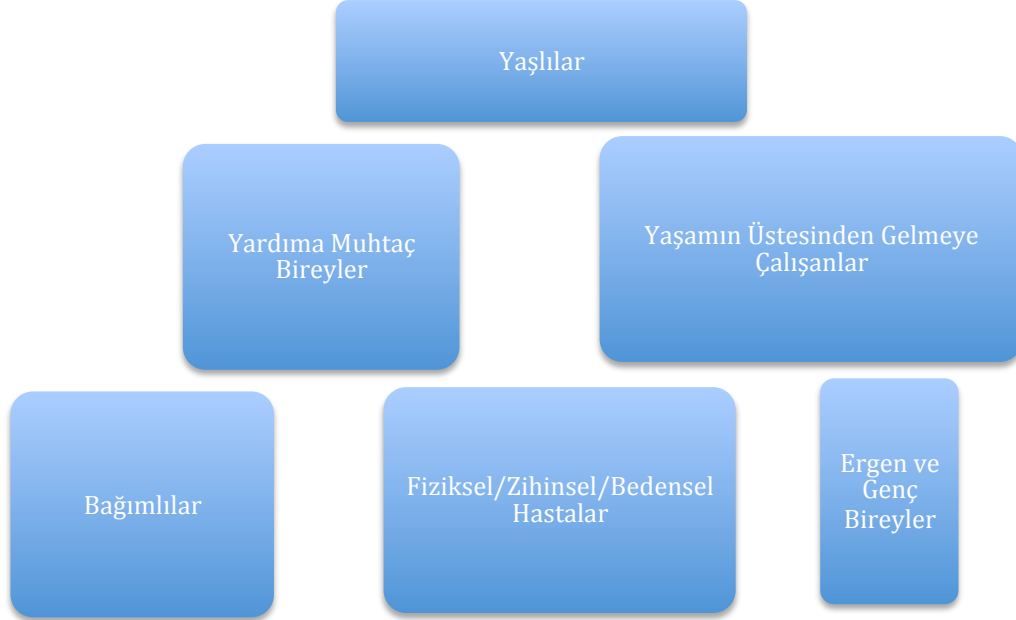 Yaşlılar
Yardıma Muhtaç
Bireyler
Yaşamın Üstesinden Gelmeye
Çalışanlar
Bağımlılar
Fiziksel/Zihinsel/Bedensel
Hastalar
Ergen ve
Genç
Bireyler